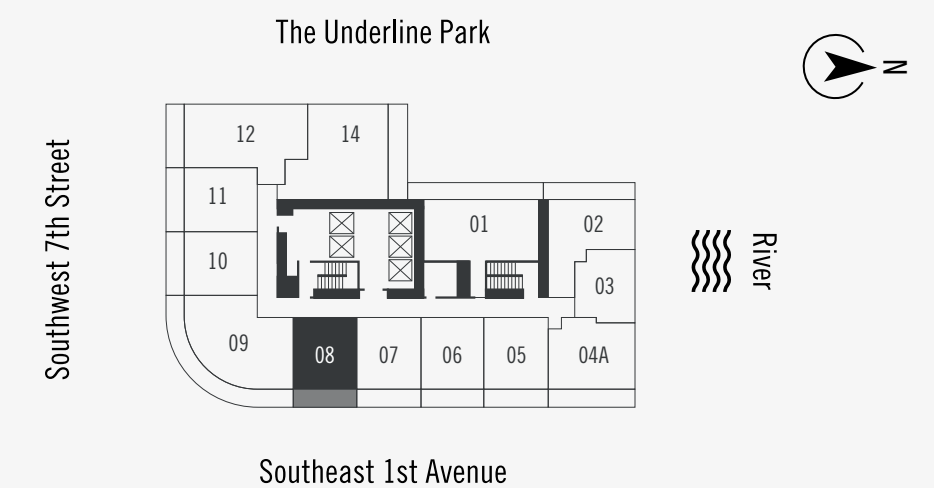 The Underline Park
N
12
14
11
01
02
10
03
09
08
07
06
05
04A
Southwest 7th Street
River
Southeast 1st Avenue